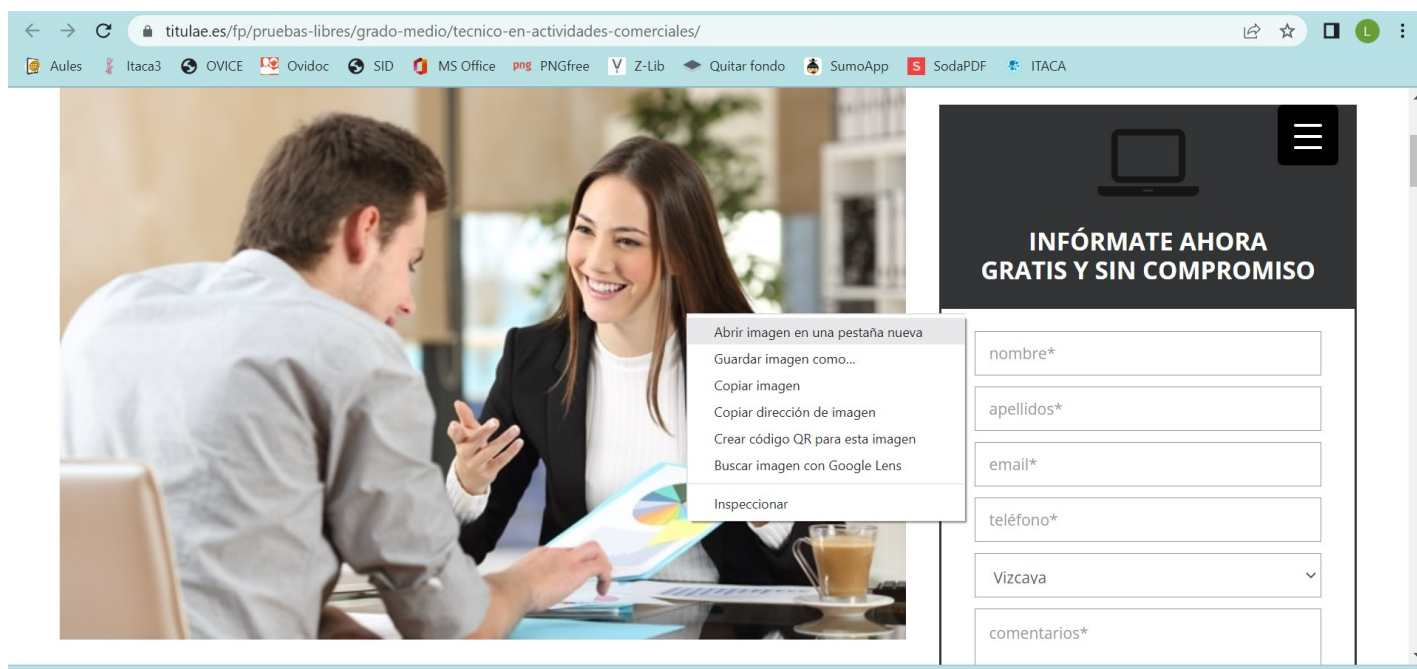 titulae.es/fp/pruebas-libres/grado-medio/tecnico-en-actividades-comerciales/
L
Aules Itaca3 OVICE Ovidoc SID MS Office png PNGfree Y Z-Lib Quitar fondo SumoApp S SodaPDF ITACA
INFÓRMATE AHORA
GRATIS Y SIN COMPROMISO
Abrir imagen en una pestaña nueva
Guardar imagen como...
Copiar imagen
Copiar dirección de imagen
Crear código QR para esta imagen
Buscar imagen con Google Lens
Inspeccionar
nombre*
apellidos*
email*
teléfono*
Vizcaya
comentarios*